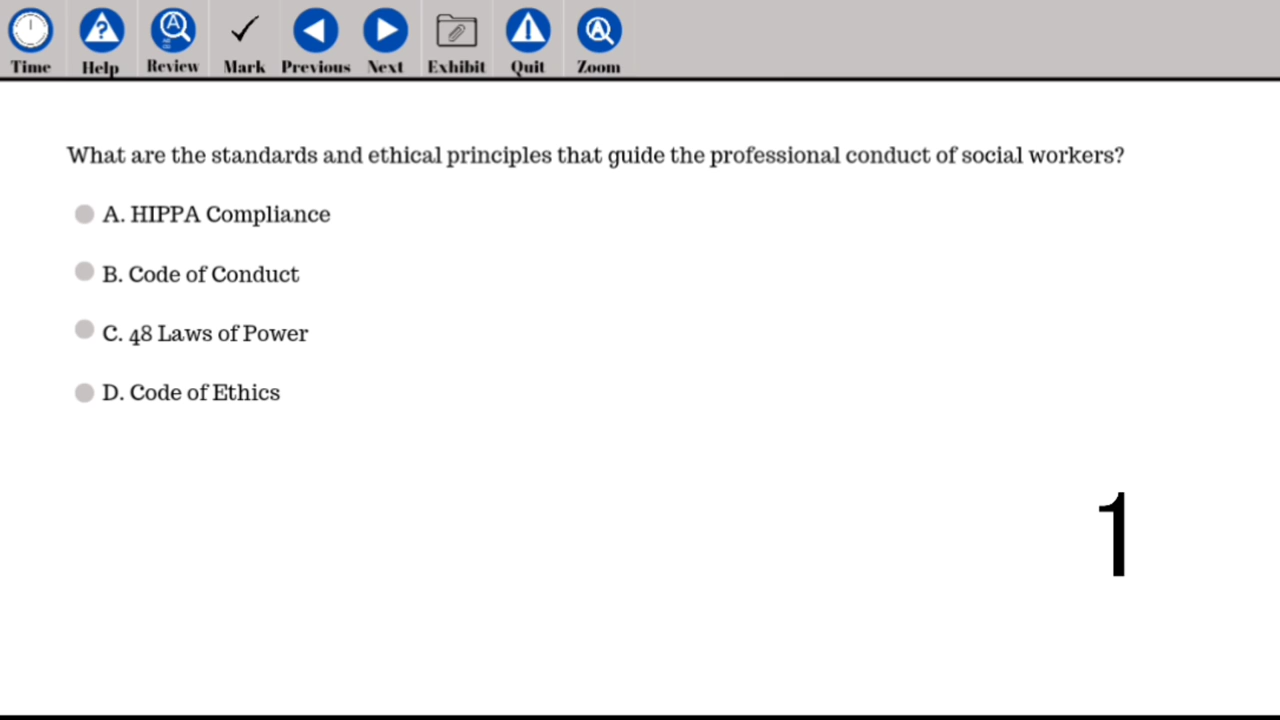 Time Help Review Mark Previous Next Exhibit Quit Zoom
What are the standards and ethical principles that guide the professional conduct of social workers?
A. HIPPA Compliance
B. Code of Conduct
C. 48 Laws of Power
D. Code of Ethics
1